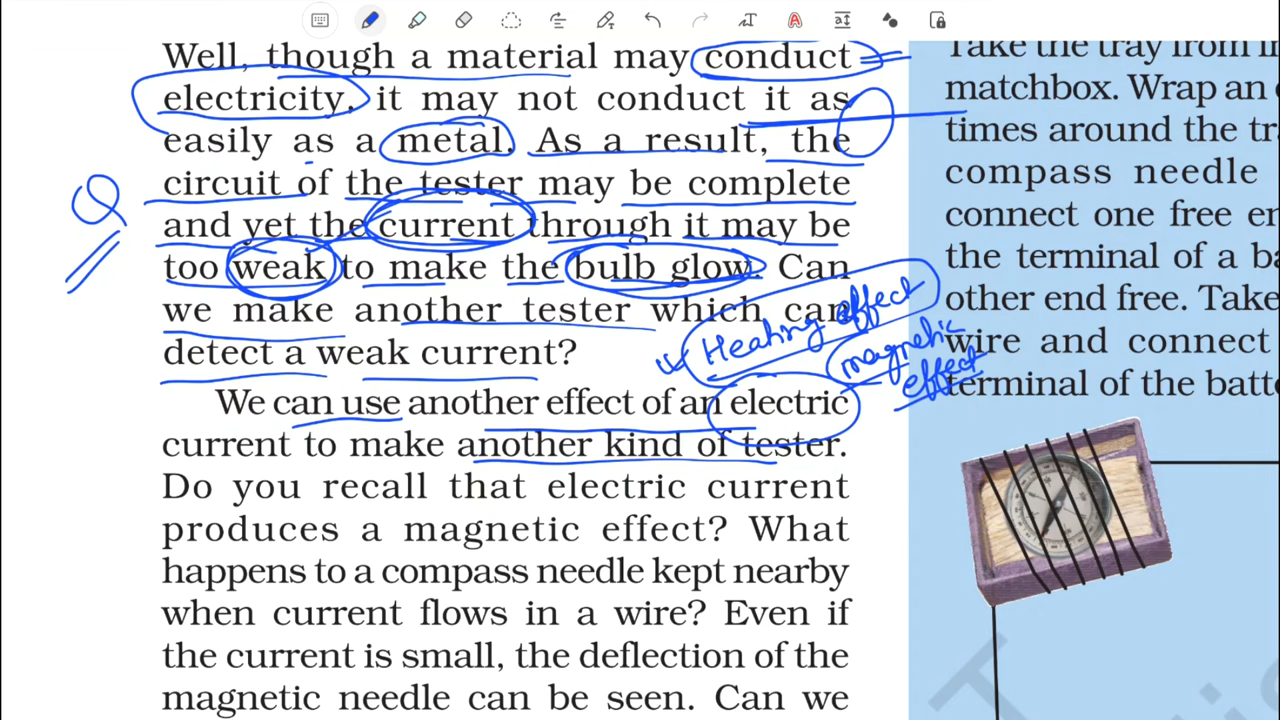 Well, though a material may conduct
electricity, it may not conduct it as
easily as a metal. As a result, the
circuit of the tester may be complete
and yet the current through it may be
too weak to make the bulb glow. Can
we make another tester which can
detect a weak current?
We can use another effect of an electric
current to make another kind of tester.
Do you recall that electric current
produces a magnetic effect? What
happens to a compass needle kept nearby
when current flows in a wire? Even if
the current is small, the deflection of the
magnetic needle can be seen. Can we
Heating effect
magnetic
effect
Take the tray from in
matchbox. Wrap an
times around the tr
compass needle
connect one free en
the terminal of a ba
other end free. Take
wire and connect
terminal of the batte